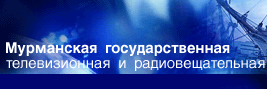 Мурманская государственная
телевизионная и радиовещательная